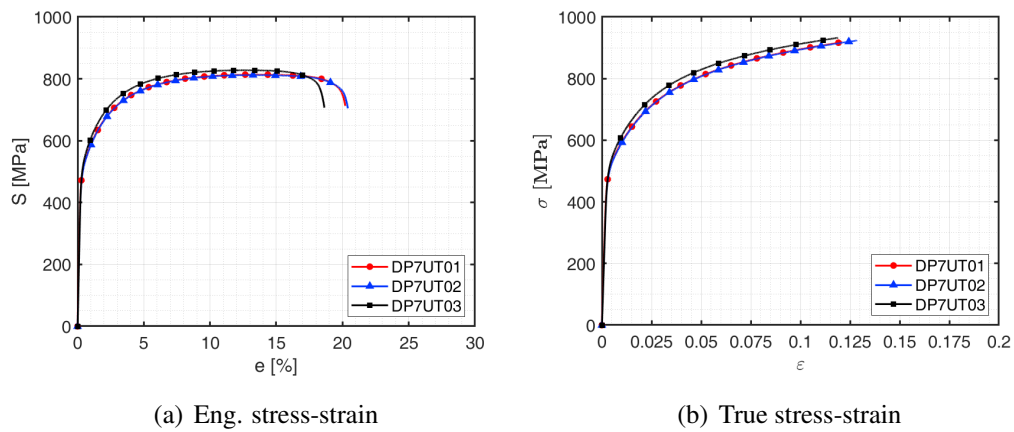 1000
800
600
400
200
0
S [MPa]
0 5 10 15 20 25 30
e [%]
DP7UT01
DP7UT02
DP7UT03
(a) Eng. stress-strain
1000
800
600
400
200
0
σ [MPa]
0 0.025 0.05 0.075 0.1 0.125 0.15 0.175 0.2
ε
DP7UT01
DP7UT02
DP7UT03
(b) True stress-strain